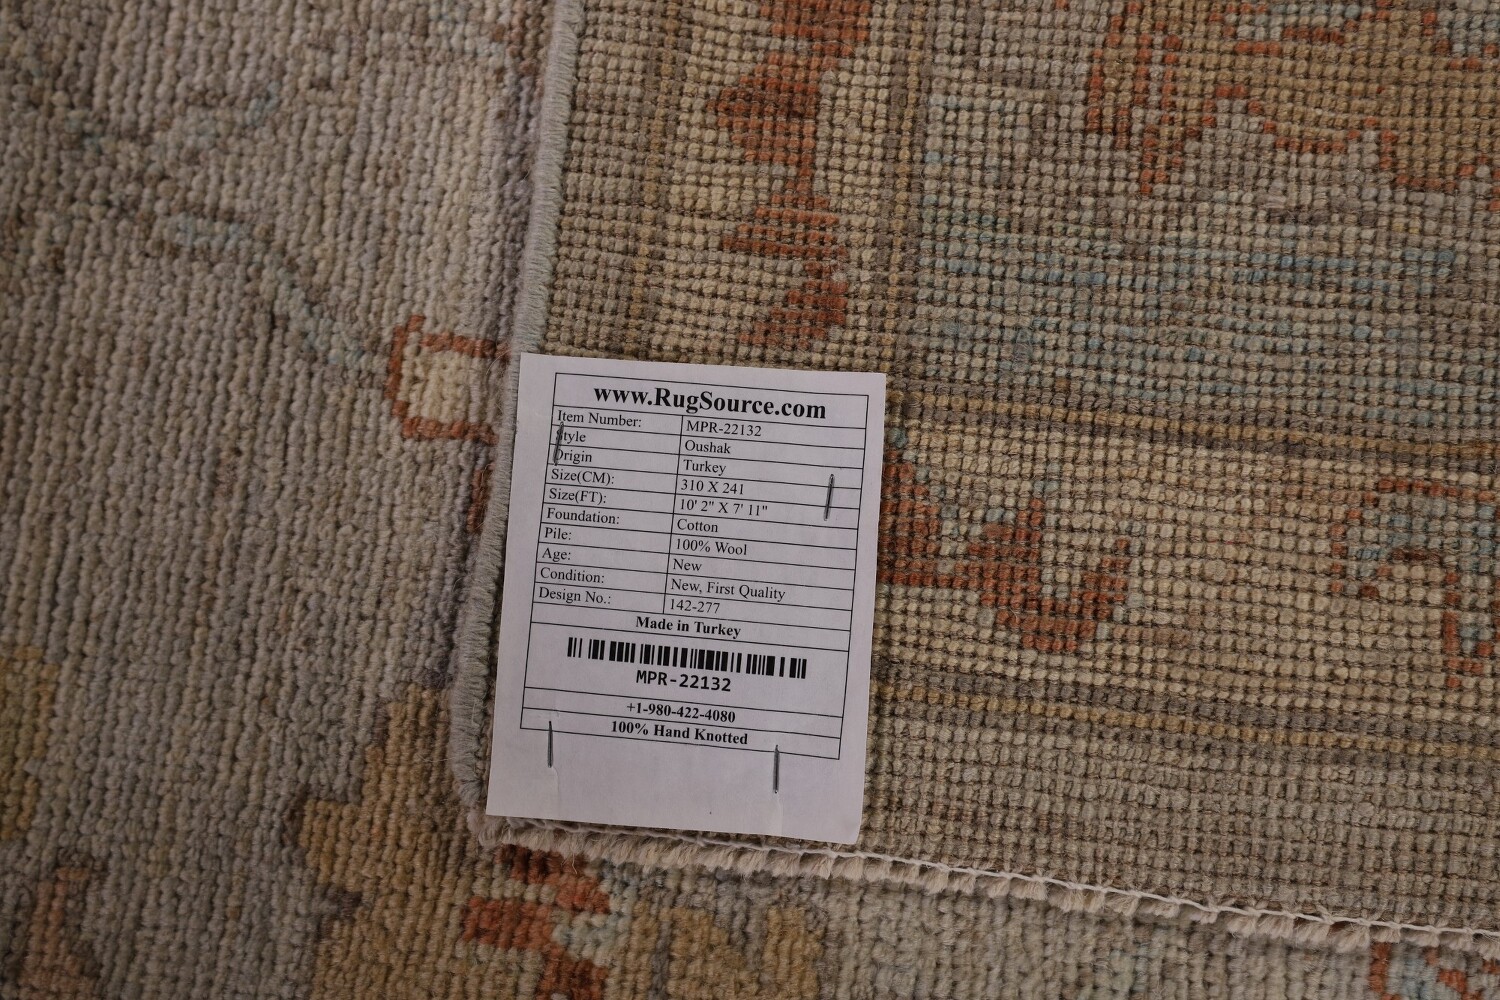 www.RugSource.com
Item Number: MPR-22132
Style Oushak
Origin Turkey
Size(CM): 310 X 241
Size(FT): 10' 2" X 7' 11"
Foundation: Cotton
Pile: 100% Wool
Age: New
Condition: New, First Quality
Design No.: 142-277
Made in Turkey
MPR-22132
+1-980-422-4080
100% Hand Knotted